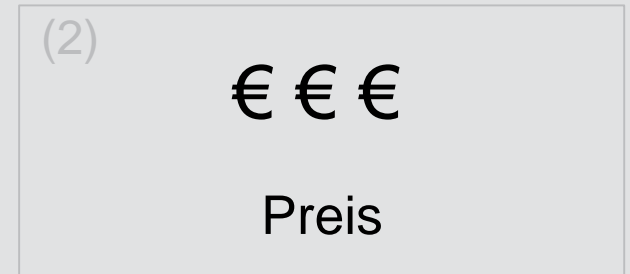 (2)
€ € €
Preis